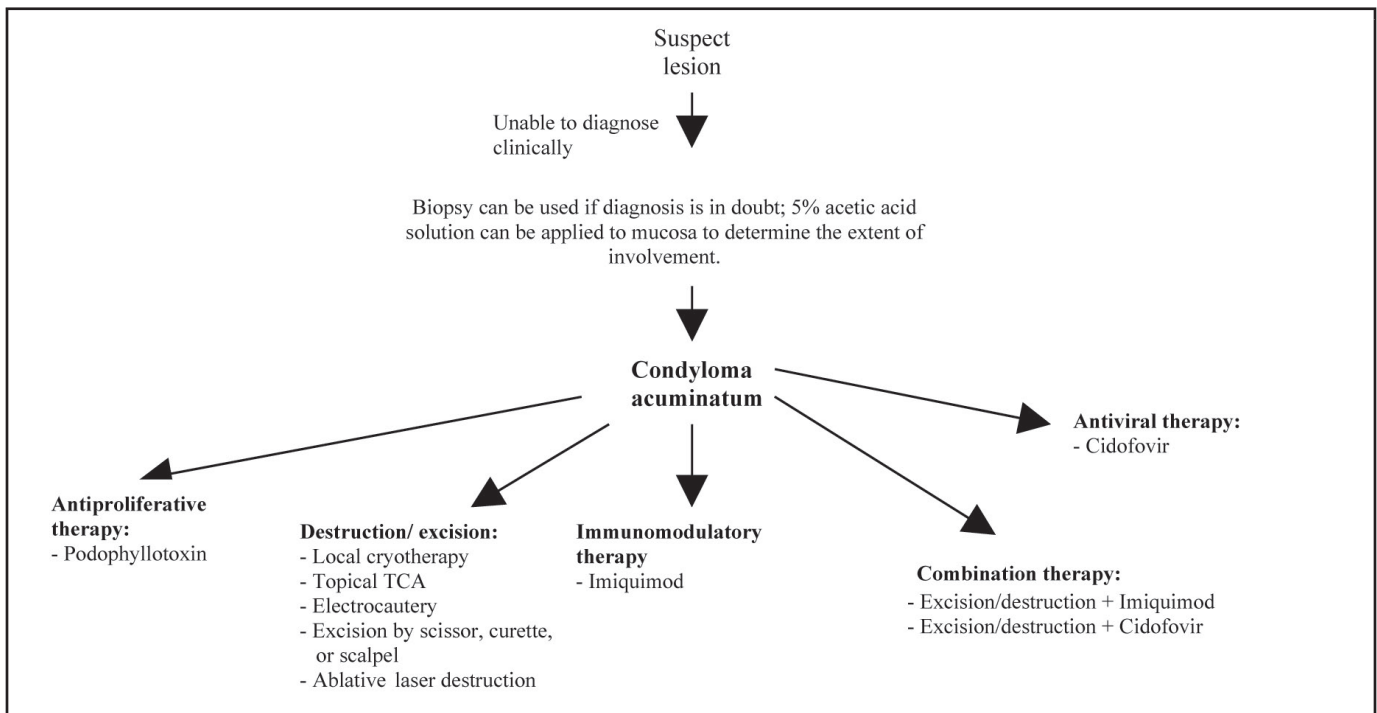 Suspect
lesion
Unable to diagnose
clinically
Biopsy can be used if diagnosis is in doubt; 5% acetic acid
solution can be applied to mucosa to determine the extent of
involvement.
Condyloma
acuminatum
Antiviral therapy:
- Cidofovir
Antiproliferative
therapy:
- Podophyllotoxin
Destruction/ excision:
- Local cryotherapy
- Topical TCA
- Electrocautery
- Excision by scissor, curette,
or scalpel
- Ablative laser destruction
Immunomodulatory
therapy
- Imiquimod
Combination therapy:
- Excision/destruction + Imiquimod
- Excision/destruction + Cidofovir